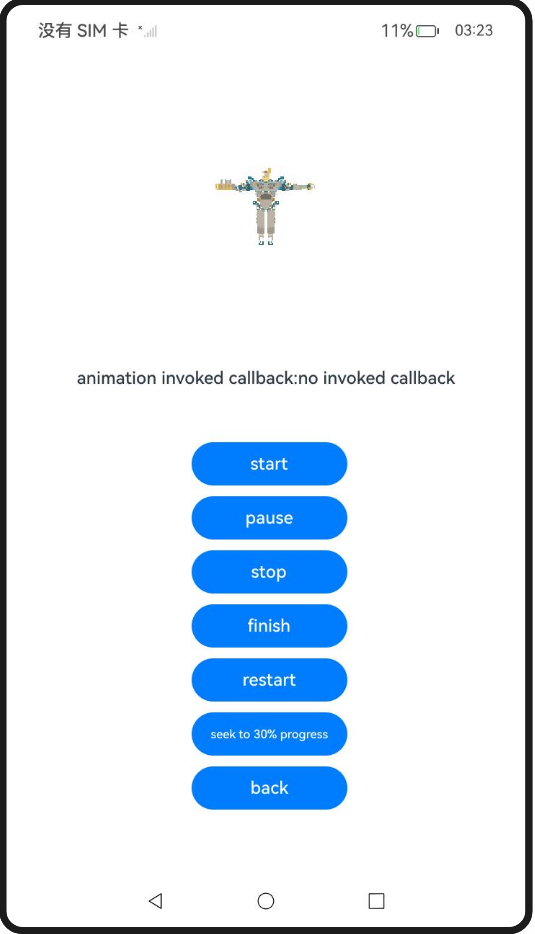 没有 SIM 卡 11% 03:23
animation invoked callback:no invoked callback
start
pause
stop
finish
restart
seek to 30% progress
back